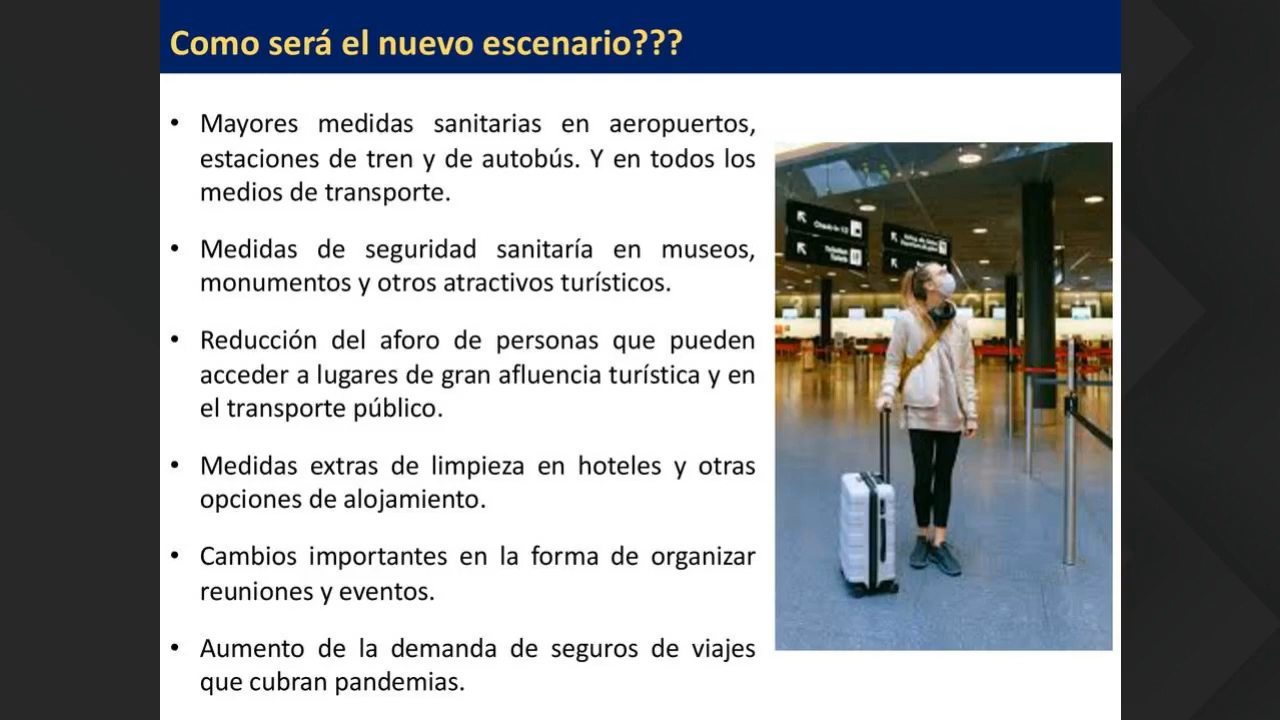 Como será el nuevo escenario???
• Mayores medidas sanitarias en aeropuertos,
estaciones de tren y de autobús. Y en todos los
medios de transporte.
• Medidas de seguridad sanitaría en museos,
monumentos y otros atractivos turísticos.
• Reducción del aforo de personas que pueden
acceder a lugares de gran afluencia turística y en
el transporte público.
• Medidas extras de limpieza en hoteles y otras
opciones de alojamiento.
• Cambios importantes en la forma de organizar
reuniones y eventos.
• Aumento de la demanda de seguros de viajes
que cubran pandemias.
Check-in 1/2